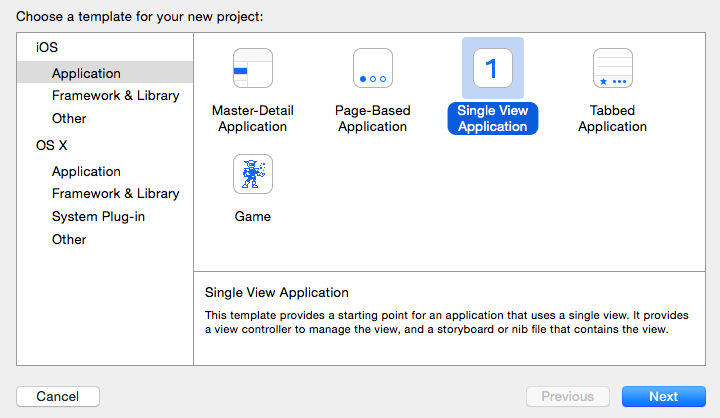 Choose a template for your new project:
iOS
Application
Framework & Library
Other
OS X
Application
Framework & Library
System Plug-in
Other
Master-Detail
Application
Page-Based
Application
1
Single View
Application
Tabbed
Application
Game
Single View Application
This template provides a starting point for an application that uses a single view. It provides
a view controller to manage the view, and a storyboard or nib file that contains the view.
Cancel
Previous
Next